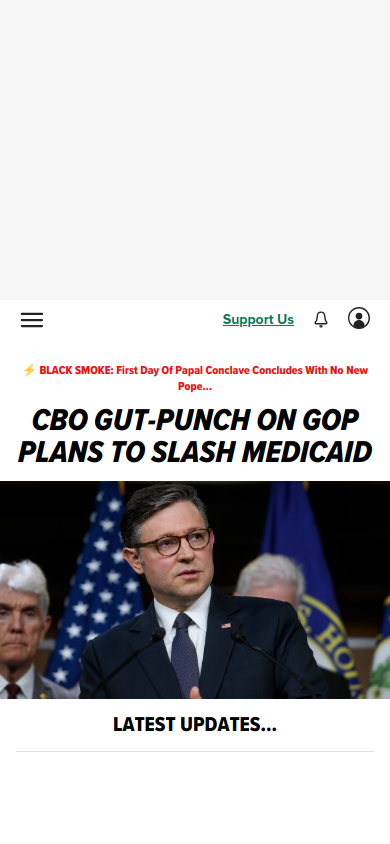 Support Us
⚡ BLACK SMOKE: First Day Of Papal Conclave Concludes With No New
Pope...
CBO GUT-PUNCH ON GOP
PLANS TO SLASH MEDICAID
HOU
LATEST UPDATES...